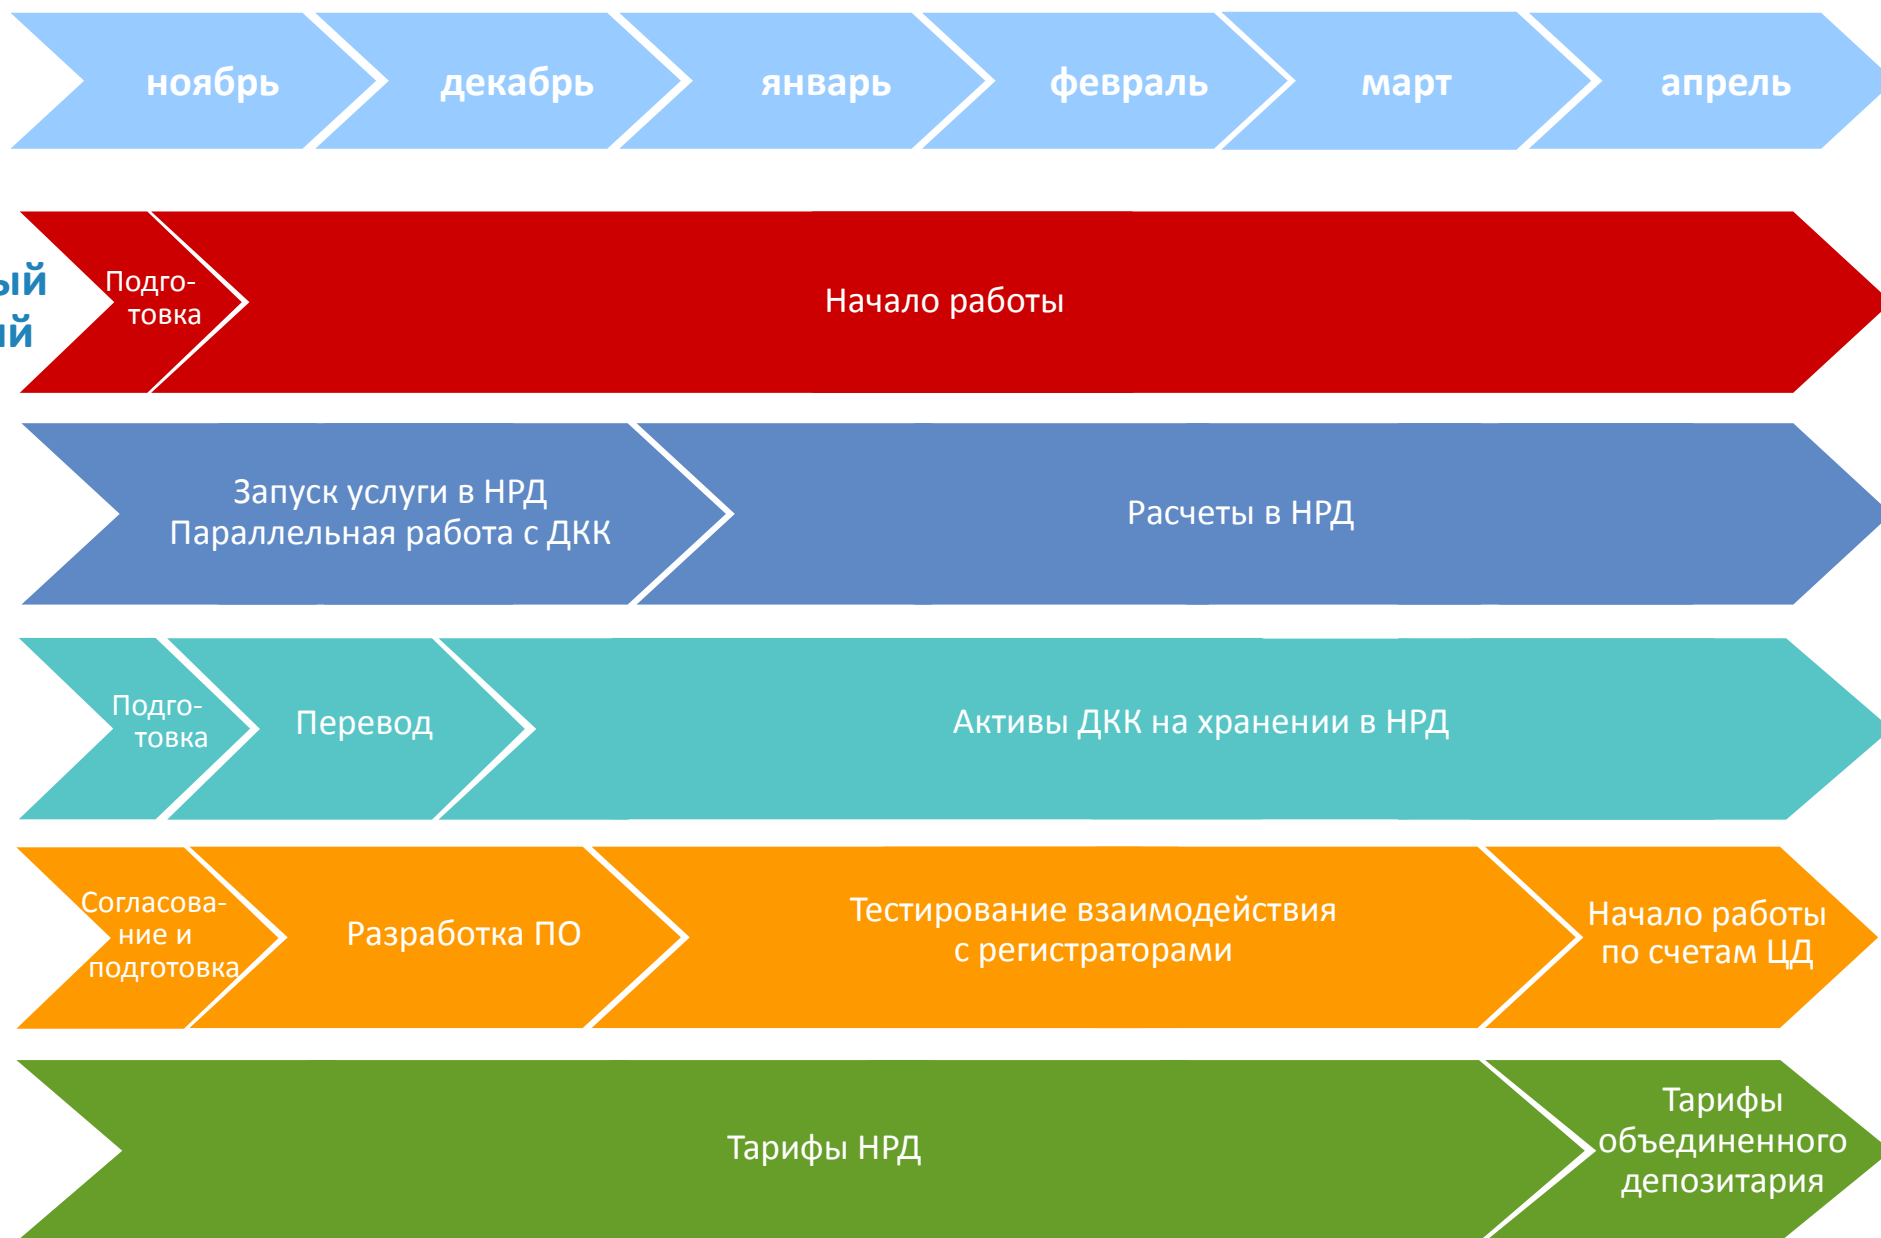 ноябрь
декабрь
январь
февраль
март
апрель
Подго-
товка
Начало работы
Запуск услуги в НРД
Параллельная работа с ДКК
Расчеты в НРД
Подго-
товка
Перевод
Активы ДКК на хранении в НРД
Согласова-
ние и
подготовка
Разработка ПО
Тестирование взаимодействия
с регистраторами
Начало работы
по счетам ЦД
Тарифы НРД
Тарифы
объединенного
депозитария